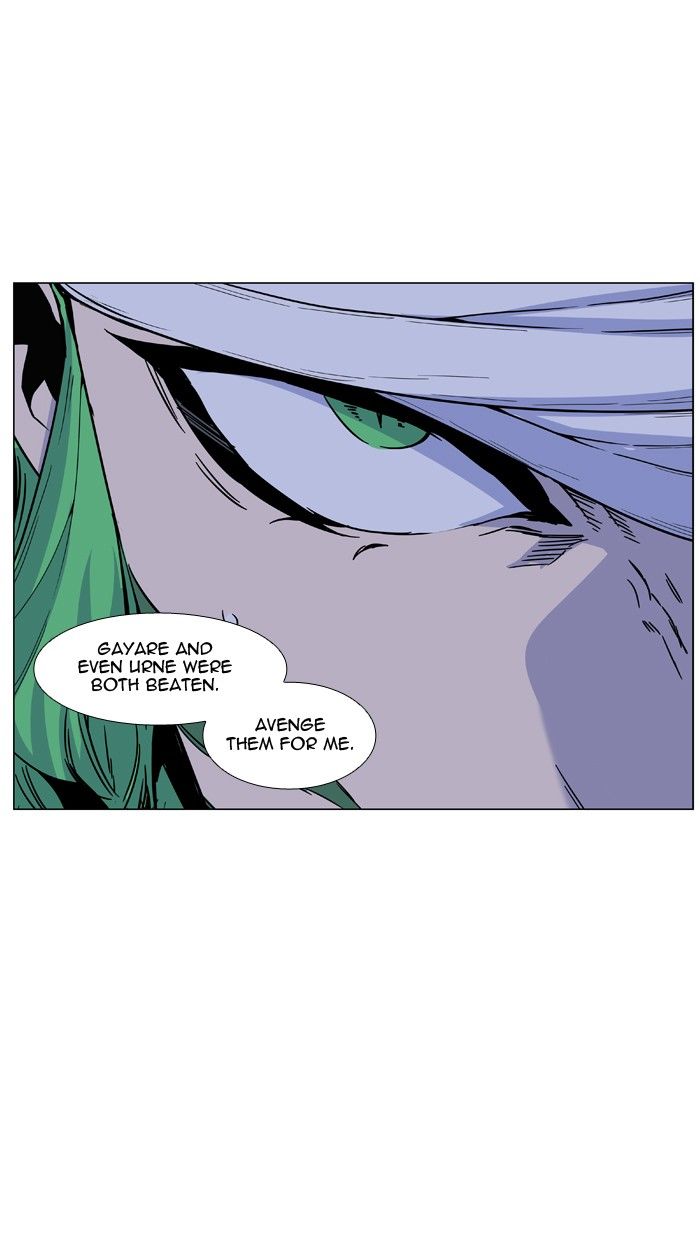 GAYARE AND
EVEN URNE WERE
BOTH BEATEN.
AVENGE
THEM FOR ME.